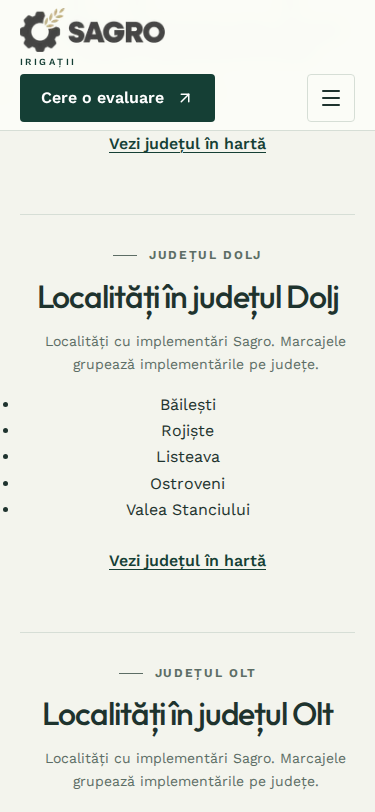 SAGRO
IRIGAȚII
Cere o evaluare
Vezi județul în hartă
JUDEȚUL DOLJ
Localități în județul Dolj
Localități cu implementări Sagro. Marcajele
grupează implementările pe județe.
Băilești
Rojiște
Listeava
Ostroveni
Valea Stanciului
Vezi județul în hartă
JUDEȚUL OLT
Localități în județul Olt
Localități cu implementări Sagro. Marcajele
grupează implementările pe județe.